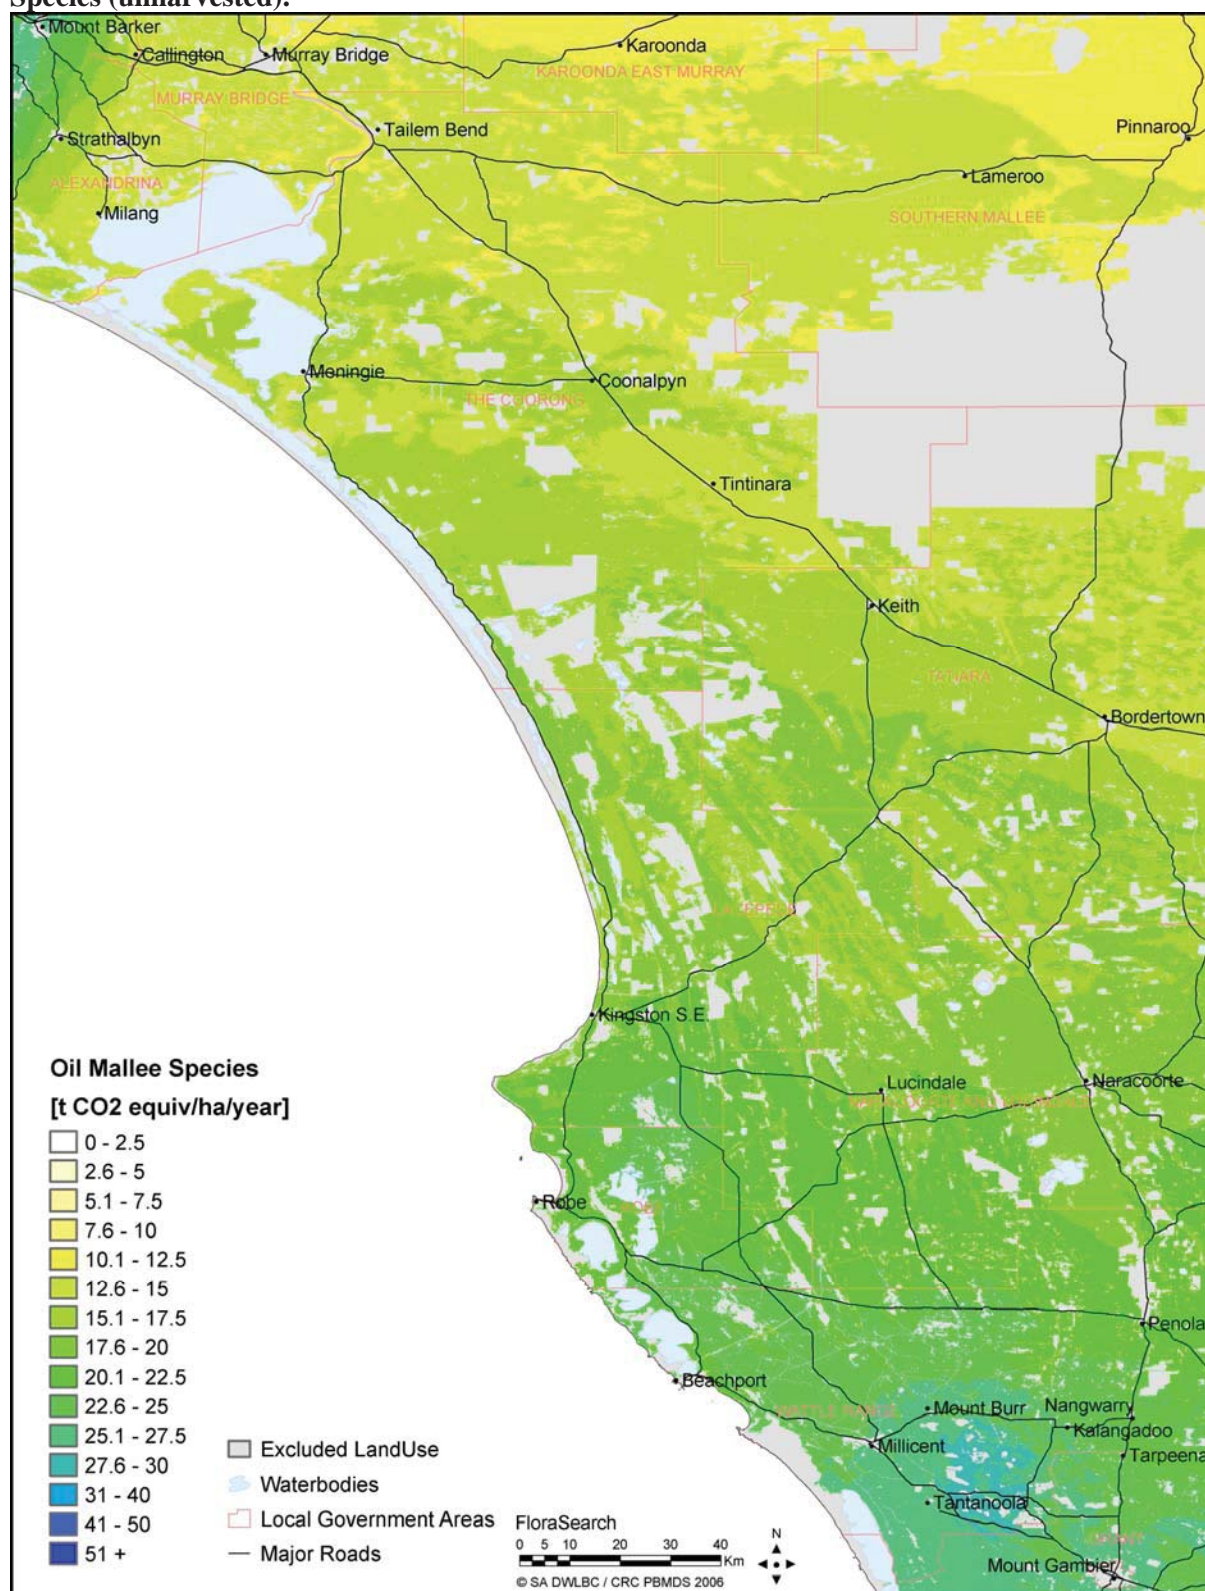 Species (unharvested).
Mount Barker
Callington
Murray Bridge
Karoonda
KAROONDA EAST MURRAY
MURRAY BRIDGE
Tailem Bend
Pinnaroo
Strathalbyn
ALEXANDRINA
Lameroo
Milang
SOUTHERN MALLEE
Meningie
Coonalpyn
THE COORONG
Tintinara
Keith
TATIARA
Bordertown
Kingston S.E.
Lucindale
Naracoorte
Robe
ROBE
Penola
Beachport
WATTLE RANGE
Mount Burr
Nangwarry
Kalangadoo
Millicent
Tarpeena
Tantanoola
GRANT
Mount Gambier
Oil Mallee Species
[t CO2 equiv/ha/year]
0 - 2.5
2.6 - 5
5.1 - 7.5
7.6 - 10
10.1 - 12.5
12.6 - 15
15.1 - 17.5
17.6 - 20
20.1 - 22.5
22.6 - 25
25.1 - 27.5
27.6 - 30
31 - 40
41 - 50
51 +
Excluded LandUse
Waterbodies
Local Government Areas
Major Roads
FloraSearch
0 5 10 20 30 40
Km
N
© SA DWLBC / CRC PBMDS 2006